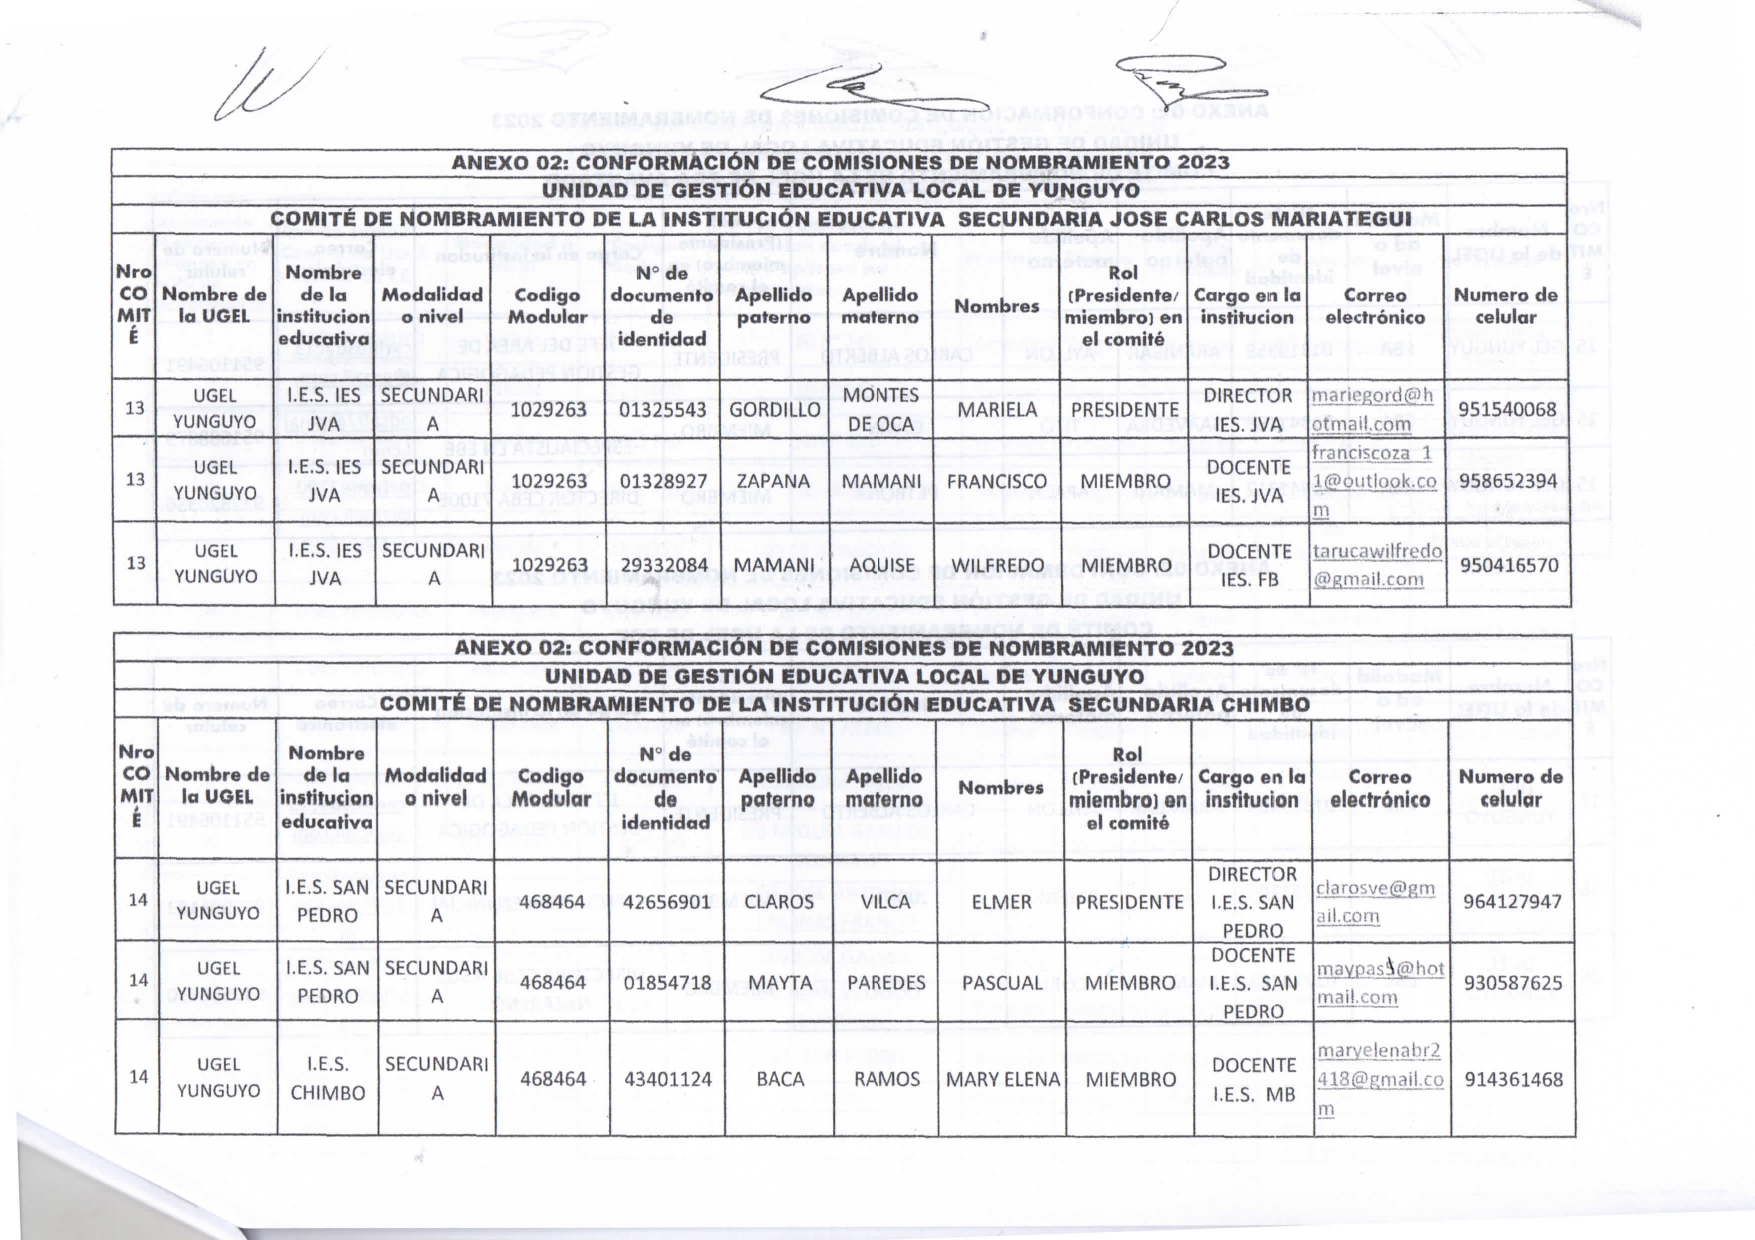 ANEXO 02: CONFORMACIÓN DE COMISIONES DE NOMBRAMIENTO 2023
UNIDAD DE GESTIÓN EDUCATIVA LOCAL DE YUNGUYO
COMITÉ DE NOMBRAMIENTO DE LA INSTITUCIÓN EDUCATIVA SECUNDARIA JOSE CARLOS MARIATEGUI
Nro COMITÉ | Nombre de la UGEL | Nombre de la institucion educativa | Modalidad o nivel | Codigo Modular | N° de documento de identidad | Apellido paterno | Apellido materno | Nombres | Rol (Presidente/ miembro) en el comité | Cargo en la institucion | Correo electrónico | Numero de celular
13 | UGEL YUNGUYO | I.E.S. IES JVA | SECUNDARIA | 1029263 | 01325543 | GORDILLO | MONTES DE OCA | MARIELA | PRESIDENTE | DIRECTOR IES. JVA | mariegord@hotmail.com | 951540068
13 | UGEL YUNGUYO | I.E.S. IES JVA | SECUNDARIA | 1029263 | 01328927 | ZAPANA | MAMANI | FRANCISCO | MIEMBRO | DOCENTE IES. JVA | franciscoza_11@outlook.com | 958652394
13 | UGEL YUNGUYO | I.E.S. IES JVA | SECUNDARIA | 1029263 | 29332084 | MAMANI | AQUISE | WILFREDO | MIEMBRO | DOCENTE IES. FB | tarucawilfredo@gmail.com | 950416570
ANEXO 02: CONFORMACIÓN DE COMISIONES DE NOMBRAMIENTO 2023
UNIDAD DE GESTIÓN EDUCATIVA LOCAL DE YUNGUYO
COMITÉ DE NOMBRAMIENTO DE LA INSTITUCIÓN EDUCATIVA SECUNDARIA CHIMBO
Nro COMITÉ | Nombre de la UGEL | Nombre de la institucion educativa | Modalidad o nivel | Codigo Modular | N° de documento de identidad | Apellido paterno | Apellido materno | Nombres | Rol (Presidente/ miembro) en el comité | Cargo en la institucion | Correo electrónico | Numero de celular
14 | UGEL YUNGUYO | I.E.S. SAN PEDRO | SECUNDARIA | 468464 | 42656901 | CLAROS | VILCA | ELMER | PRESIDENTE | DIRECTOR I.E.S. SAN PEDRO | clarosve@gmail.com | 964127947
14 | UGEL YUNGUYO | I.E.S. SAN PEDRO | SECUNDARIA | 468464 | 01854718 | MAYTA | PAREDES | PASCUAL | MIEMBRO | DOCENTE I.E.S. SAN PEDRO | maypas5@hotmail.com | 930587625
14 | UGEL YUNGUYO | I.E.S. CHIMBO | SECUNDARIA | 468464 | 43401124 | BACA | RAMOS | MARY ELENA | MIEMBRO | DOCENTE I.E.S. MB | maryelenabr2418@gmail.com | 914361468